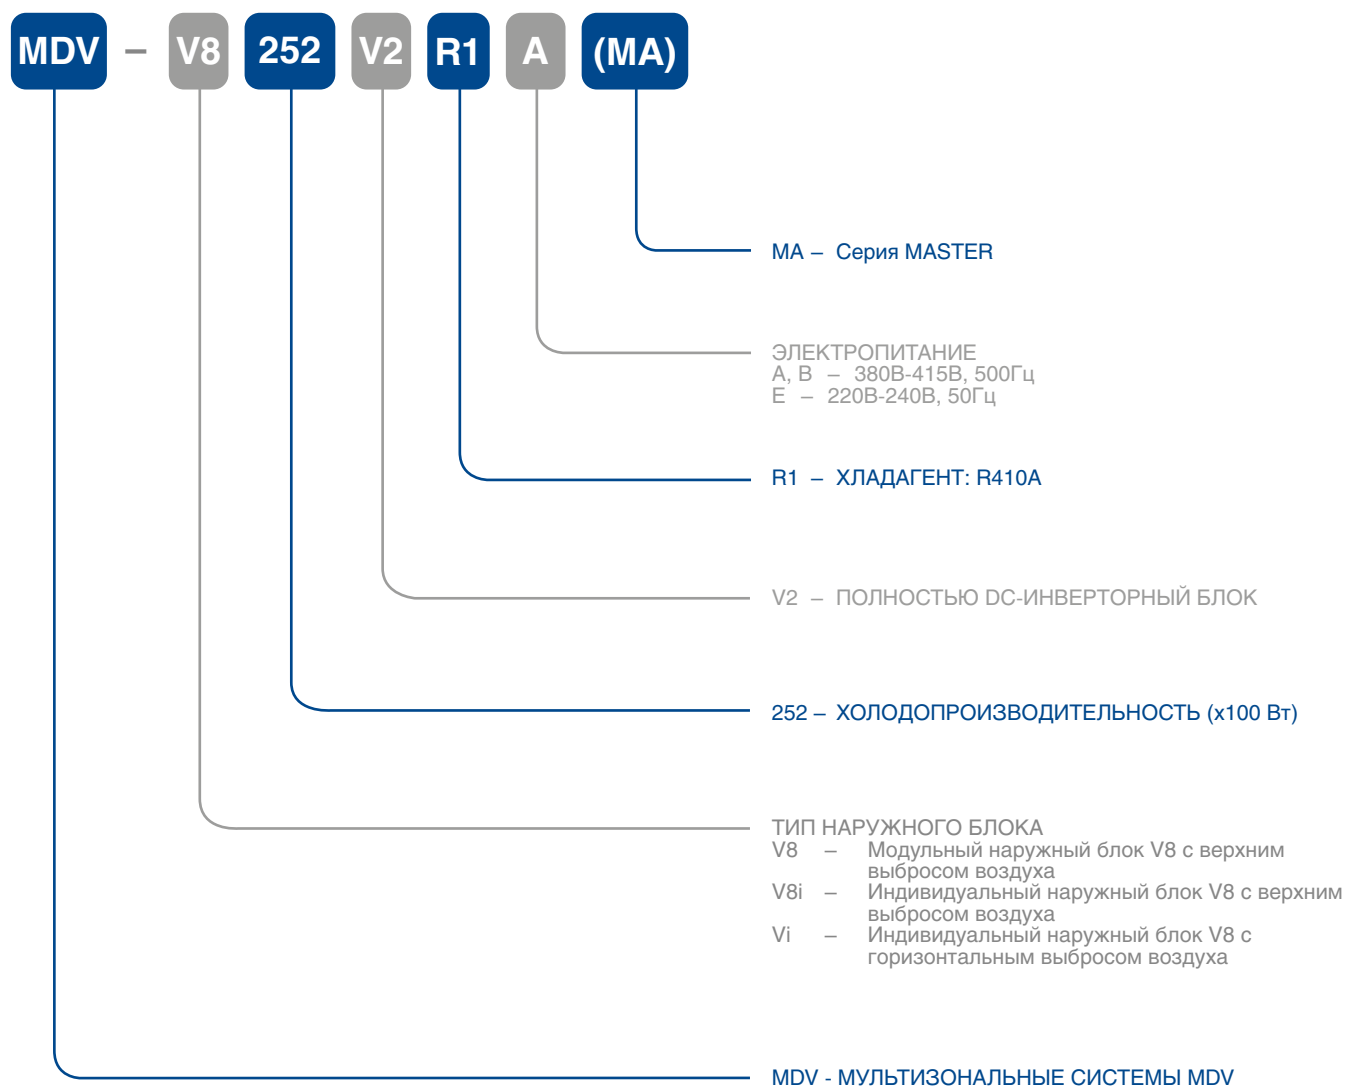 MDV – V8 252 V2 R1 A (MA)
MA – Серия MASTER
ЭЛЕКТРОПИТАНИЕ
A, B – 380В-415В, 500Гц
E – 220В-240В, 50Гц
R1 – ХЛАДАГЕНТ: R410A
V2 – ПОЛНОСТЬЮ DC-ИНВЕРТОРНЫЙ БЛОК
252 – ХОЛОДОПРОИЗВОДИТЕЛЬНОСТЬ (x100 Вт)
ТИП НАРУЖНОГО БЛОКА
V8 – Модульный наружный блок V8 с верхним
выбросом воздуха
V8i – Индивидуальный наружный блок V8 с верхним
выбросом воздуха
Vi – Индивидуальный наружный блок V8 с
горизонтальным выбросом воздуха
MDV - МУЛЬТИЗОНАЛЬНЫЕ СИСТЕМЫ MDV